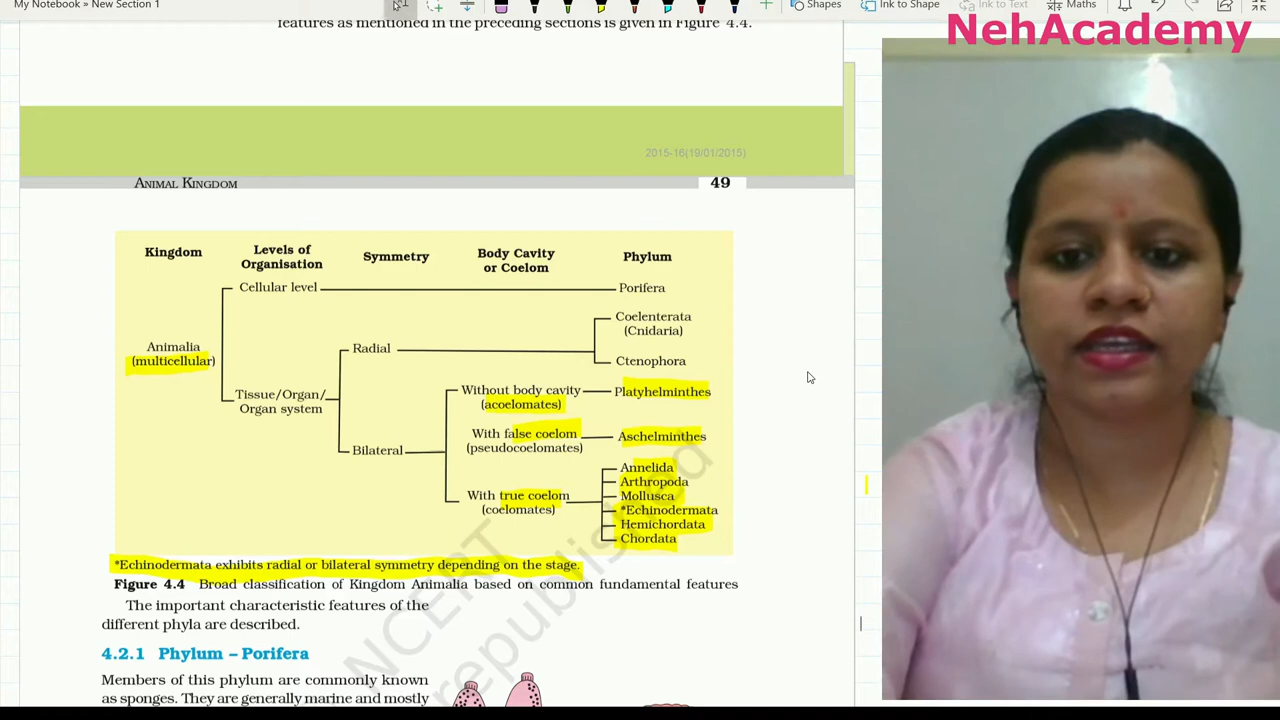 My Notebook » New Section 1
Shapes
Ink to Shape
Ink to Text
Maths
NehAcademy
features as mentioned in the preceding sections is given in Figure 4.4.
2015-16(19/01/2015)
ANIMAL KINGDOM
49
Kingdom
Levels of
Organisation
Symmetry
Body Cavity
or Coelom
Phylum
Cellular level
Porifera
Coelenterata
(Cnidaria)
Animalia
(multicellular)
Radial
Ctenophora
Tissue/Organ/
Organ system
Without body cavity
(acoelomates)
Platyhelminthes
With false coelom
(pseudocoelomates)
Aschelminthes
Bilateral
Annelida
Arthropoda
With true coelom
(coelomates)
Mollusca
*Echinodermata
Hemichordata
Chordata
*Echinodermata exhibits radial or bilateral symmetry depending on the stage.
Figure 4.4 Broad classification of Kingdom Animalia based on common fundamental features
The important characteristic features of the
different phyla are described.
4.2.1 Phylum – Porifera
Members of this phylum are commonly known
as sponges. They are generally marine and mostly
NCERT
republished